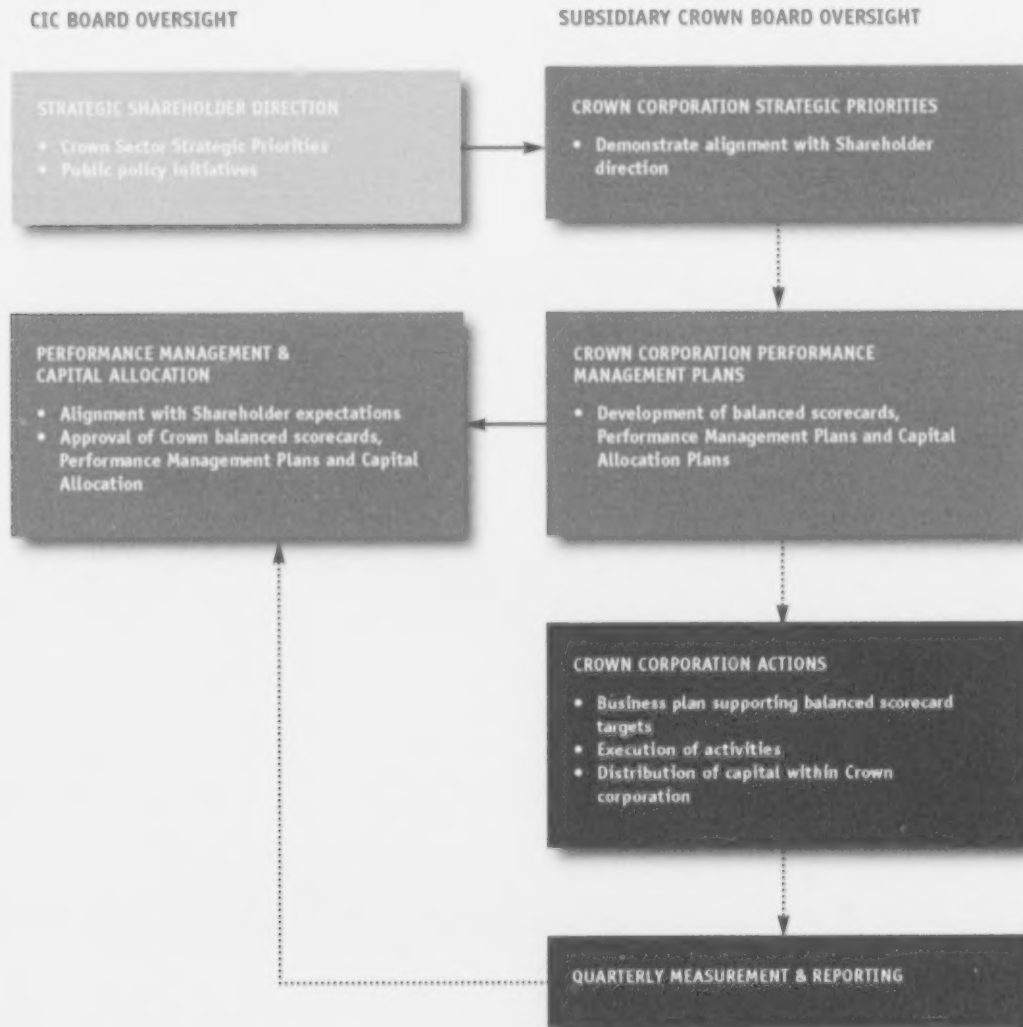 CIC BOARD OVERSIGHT
SUBSIDIARY CROWN BOARD OVERSIGHT
STRATEGIC SHAREHOLDER DIRECTION
• Crown Sector Strategic Priorities
• Public policy initiatives
CROWN CORPORATION STRATEGIC PRIORITIES
• Demonstrate alignment with Shareholder
direction
PERFORMANCE MANAGEMENT &
CAPITAL ALLOCATION
• Alignment with Shareholder expectations
• Approval of Crown balanced scorecards,
Performance Management Plans and Capital
Allocation
CROWN CORPORATION PERFORMANCE
MANAGEMENT PLANS
• Development of balanced scorecards,
Performance Management Plans and Capital
Allocation Plans
CROWN CORPORATION ACTIONS
• Business plan supporting balanced scorecard
targets
• Execution of activities
• Distribution of capital within Crown
corporation
QUARTERLY MEASUREMENT & REPORTING